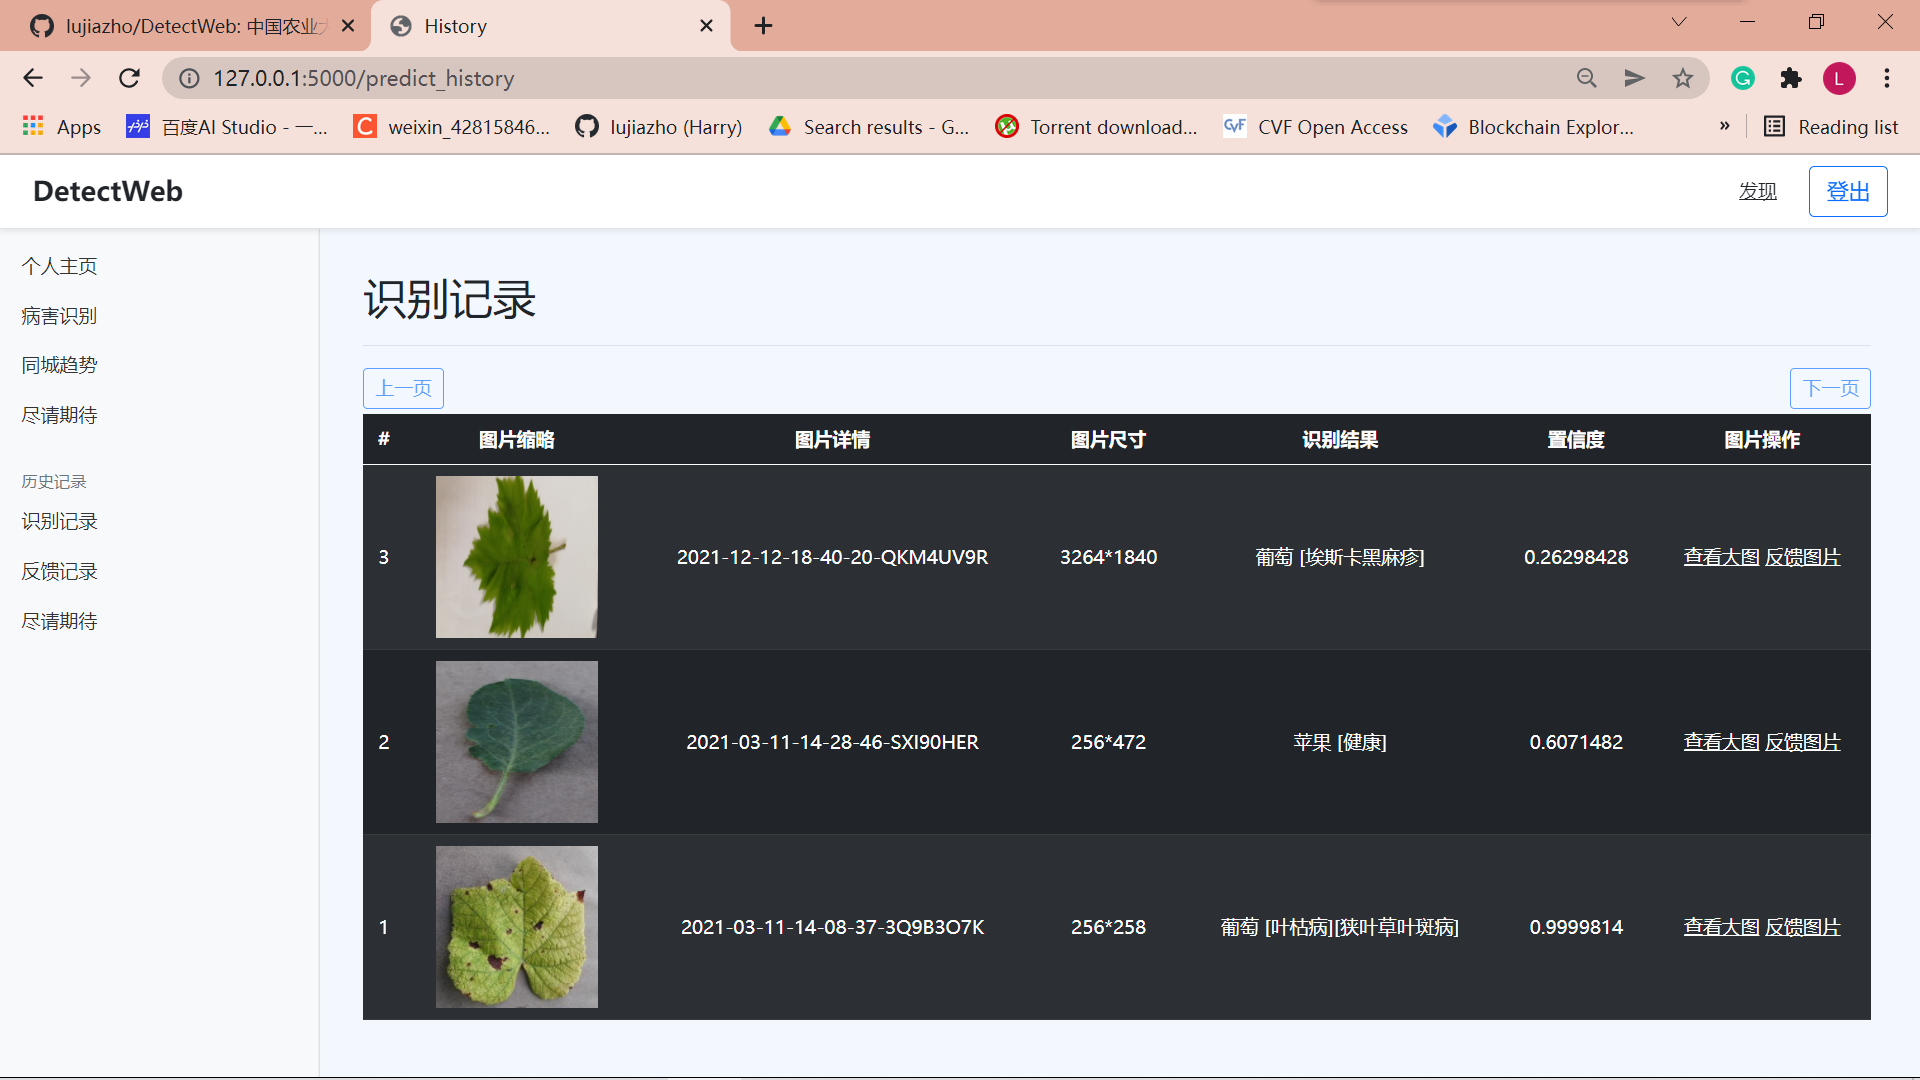 lujiazho/DetectWeb: 中国农业
History
127.0.0.1:5000/predict_history
L
Apps
百度AI Studio - 一...
weixin_42815846...
lujiazho (Harry)
Search results - G...
Torrent download...
CVF Open Access
Blockchain Explor...
»
Reading list
DetectWeb
发现
登出
个人主页
病害识别
同城趋势
尽请期待
历史记录
识别记录
反馈记录
尽请期待
识别记录
上一页
下一页
# 图片缩略 图片详情 图片尺寸 识别结果 置信度 图片操作
3 2021-12-12-18-40-20-QKM4UV9R 3264*1840 葡萄 [埃斯卡黑麻疹] 0.26298428 查看大图 反馈图片
2 2021-03-11-14-28-46-SXI90HER 256*472 苹果 [健康] 0.6071482 查看大图 反馈图片
1 2021-03-11-14-08-37-3Q9B3O7K 256*258 葡萄 [叶枯病][狭叶草叶斑病] 0.9999814 查看大图 反馈图片